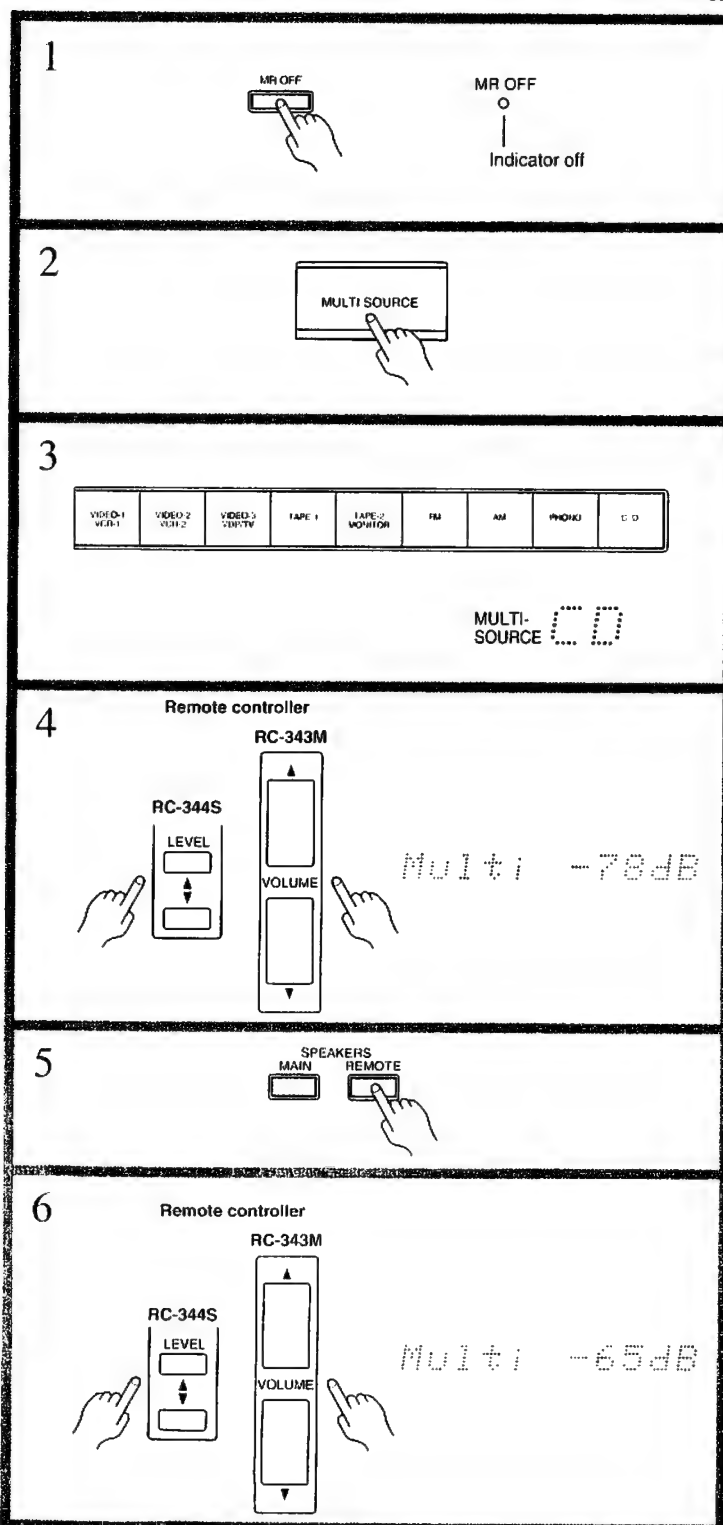 1
MR OFF
MR OFF
Indicator off
2
MULTI SOURCE
3
VIDEO-1 VIDEO-2 VIDEO-3 TAPE-1 TAPE-2 FM AM PHONO CD
VCR-1 VCR-2 VDP/TV MONITOR
MULTI-
SOURCE CD
4
Remote controller
RC-343M
RC-344S
LEVEL
VOLUME
Multi -78dB
5
SPEAKERS
MAIN REMOTE
6
Remote controller
RC-343M
RC-344S
LEVEL
VOLUME
Multi -65dB